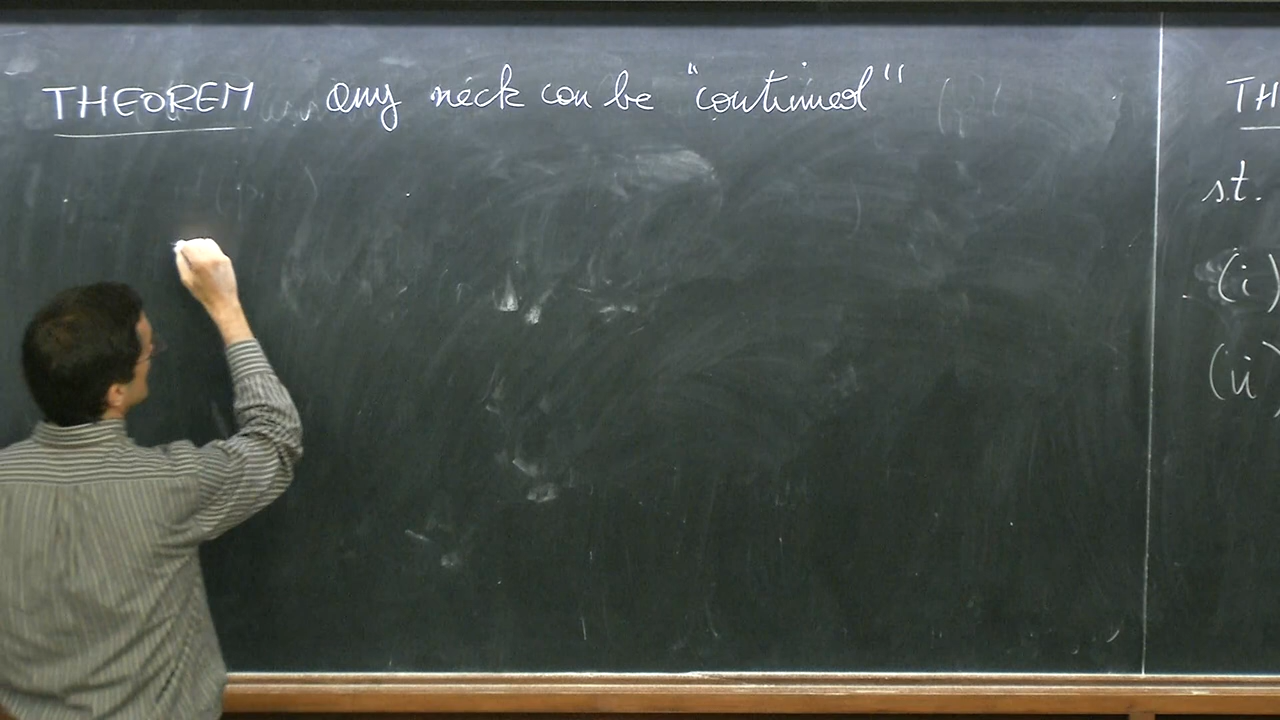 THEOREM any neck can be "continued"
TH
s.t.
(i)
(ii)